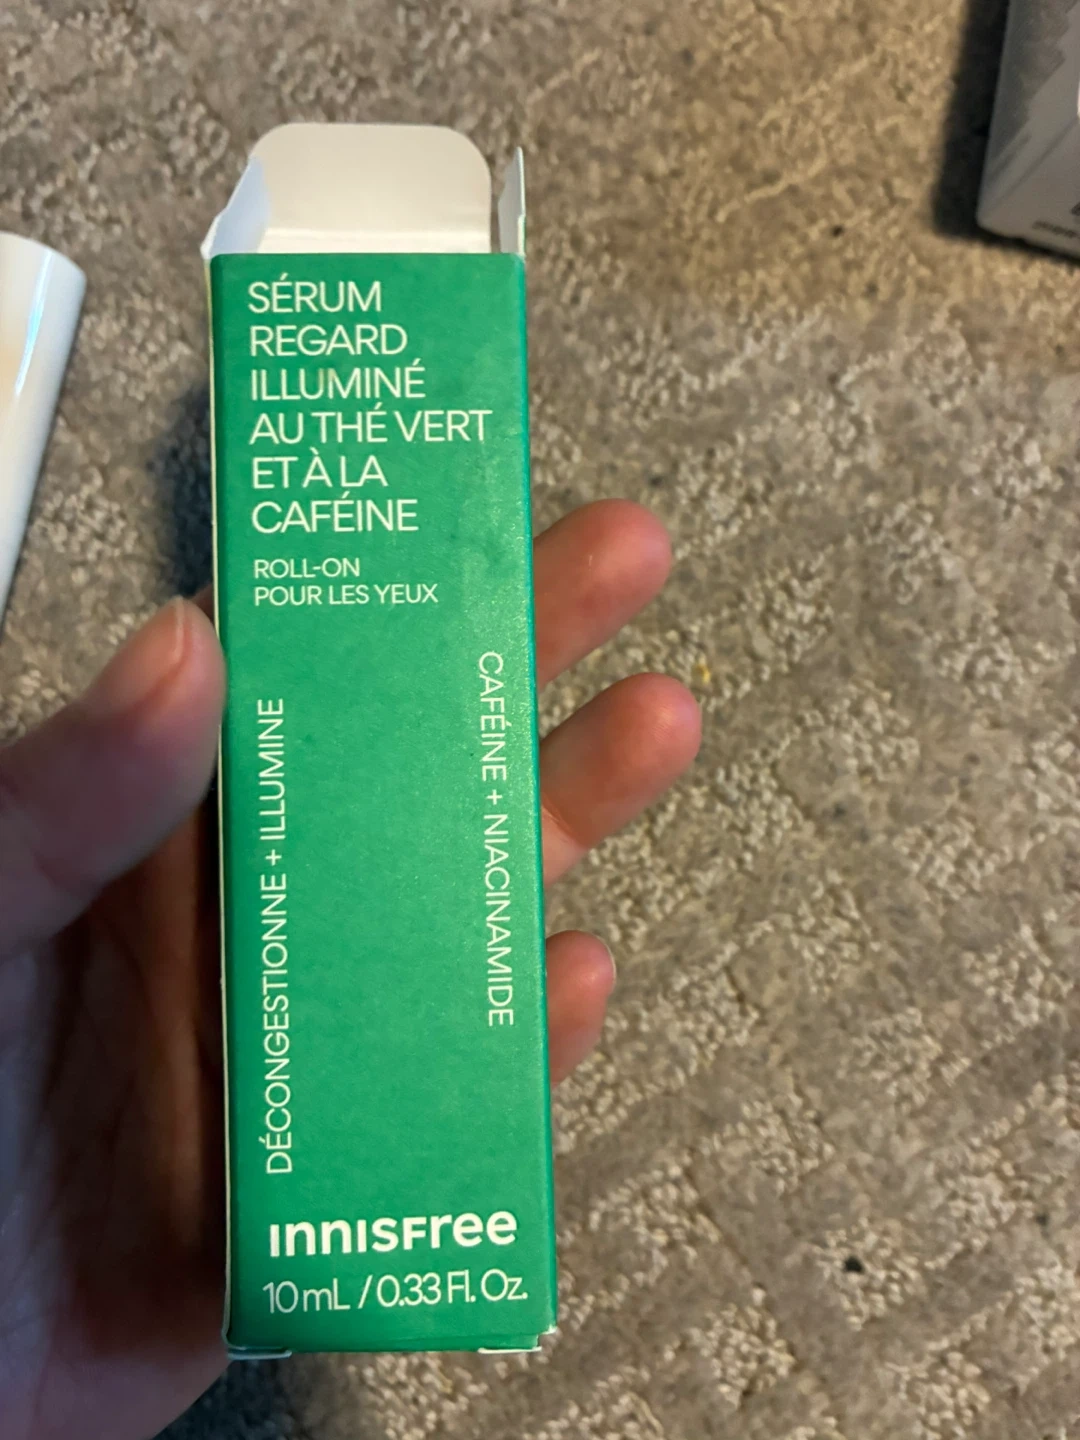 SÉRUM
REGARD
ILLUMINÉ
AU THÉ VERT
ET À LA
CAFÉINE
ROLL-ON
POUR LES YEUX
DÉCONGESTIONNE + ILLUMINE
CAFÉINE + NIACINAMIDE
innisfree
10 mL / 0.33 Fl. Oz.